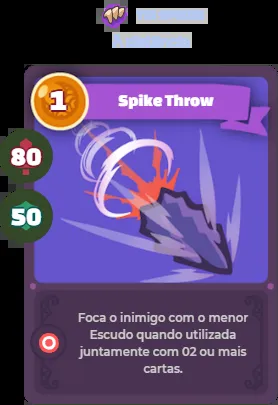 1
Spike Throw
80
50
Foca o inimigo com o menor
Escudo quando utilizada
juntamente com 02 ou mais
cartas.